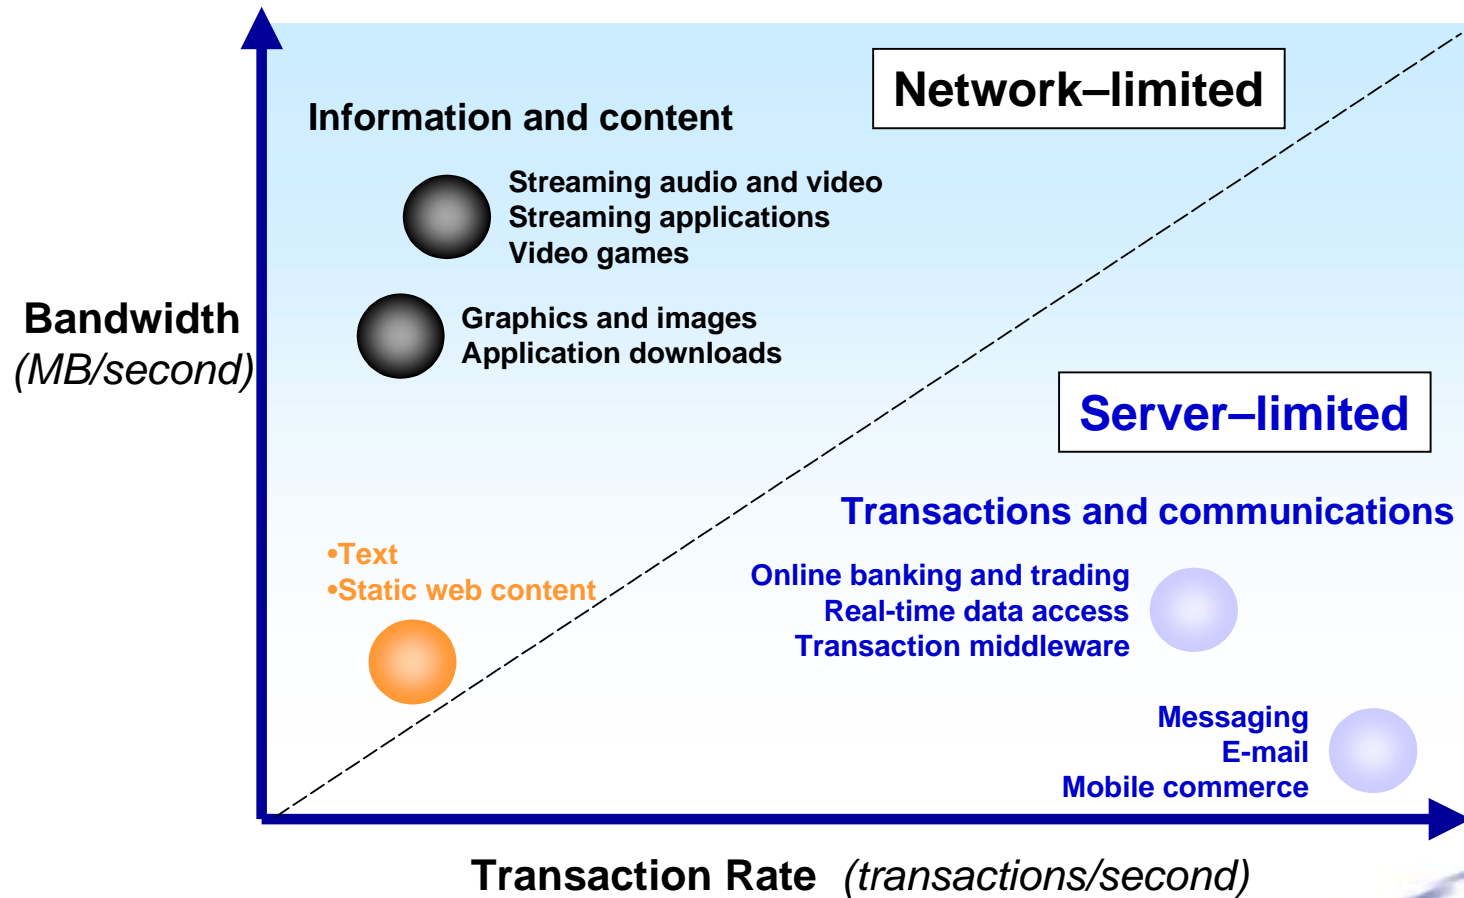 Network–limited
Information and content
Streaming audio and video
Streaming applications
Video games
Bandwidth
(MB/second)
Graphics and images
Application downloads
Server–limited
Transactions and communications
•Text
•Static web content
Online banking and trading
Real-time data access
Transaction middleware
Messaging
E-mail
Mobile commerce
Transaction Rate (transactions/second)